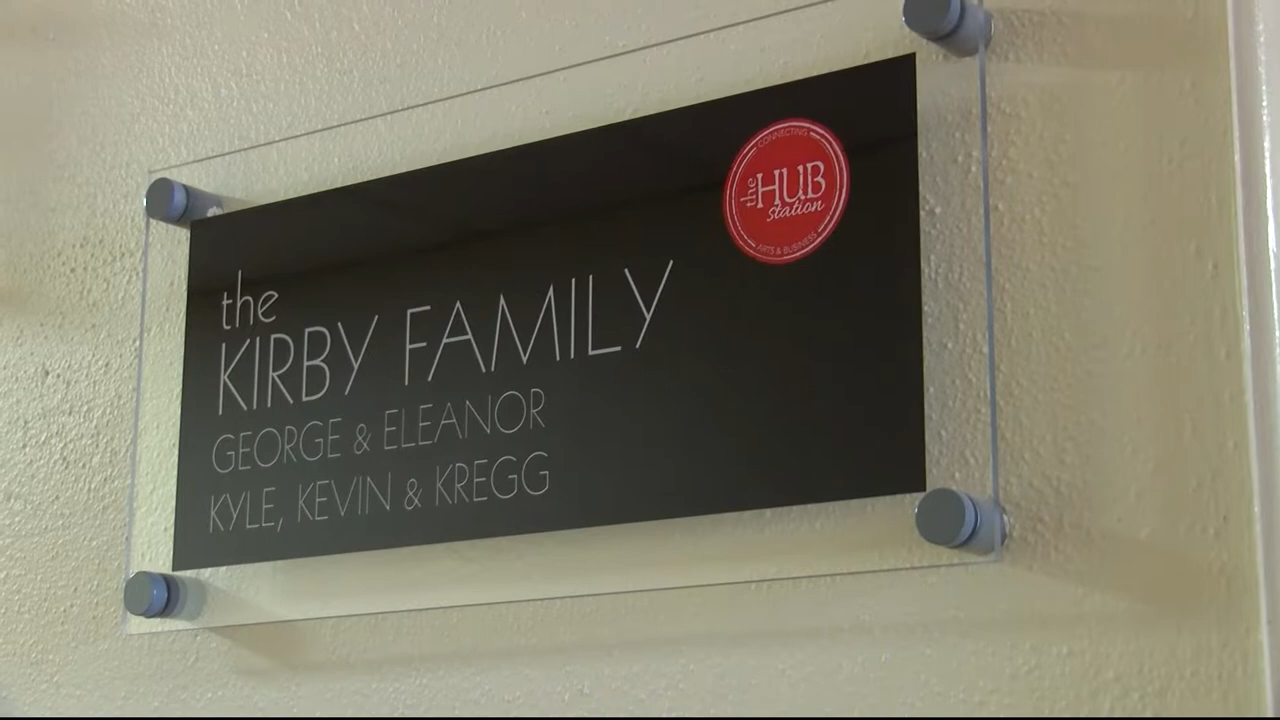 CONNECTING
the HUB
station
ARTS & BUSINESS
the
KIRBY FAMILY
GEORGE & ELEANOR
KYLE, KEVIN & KREGG